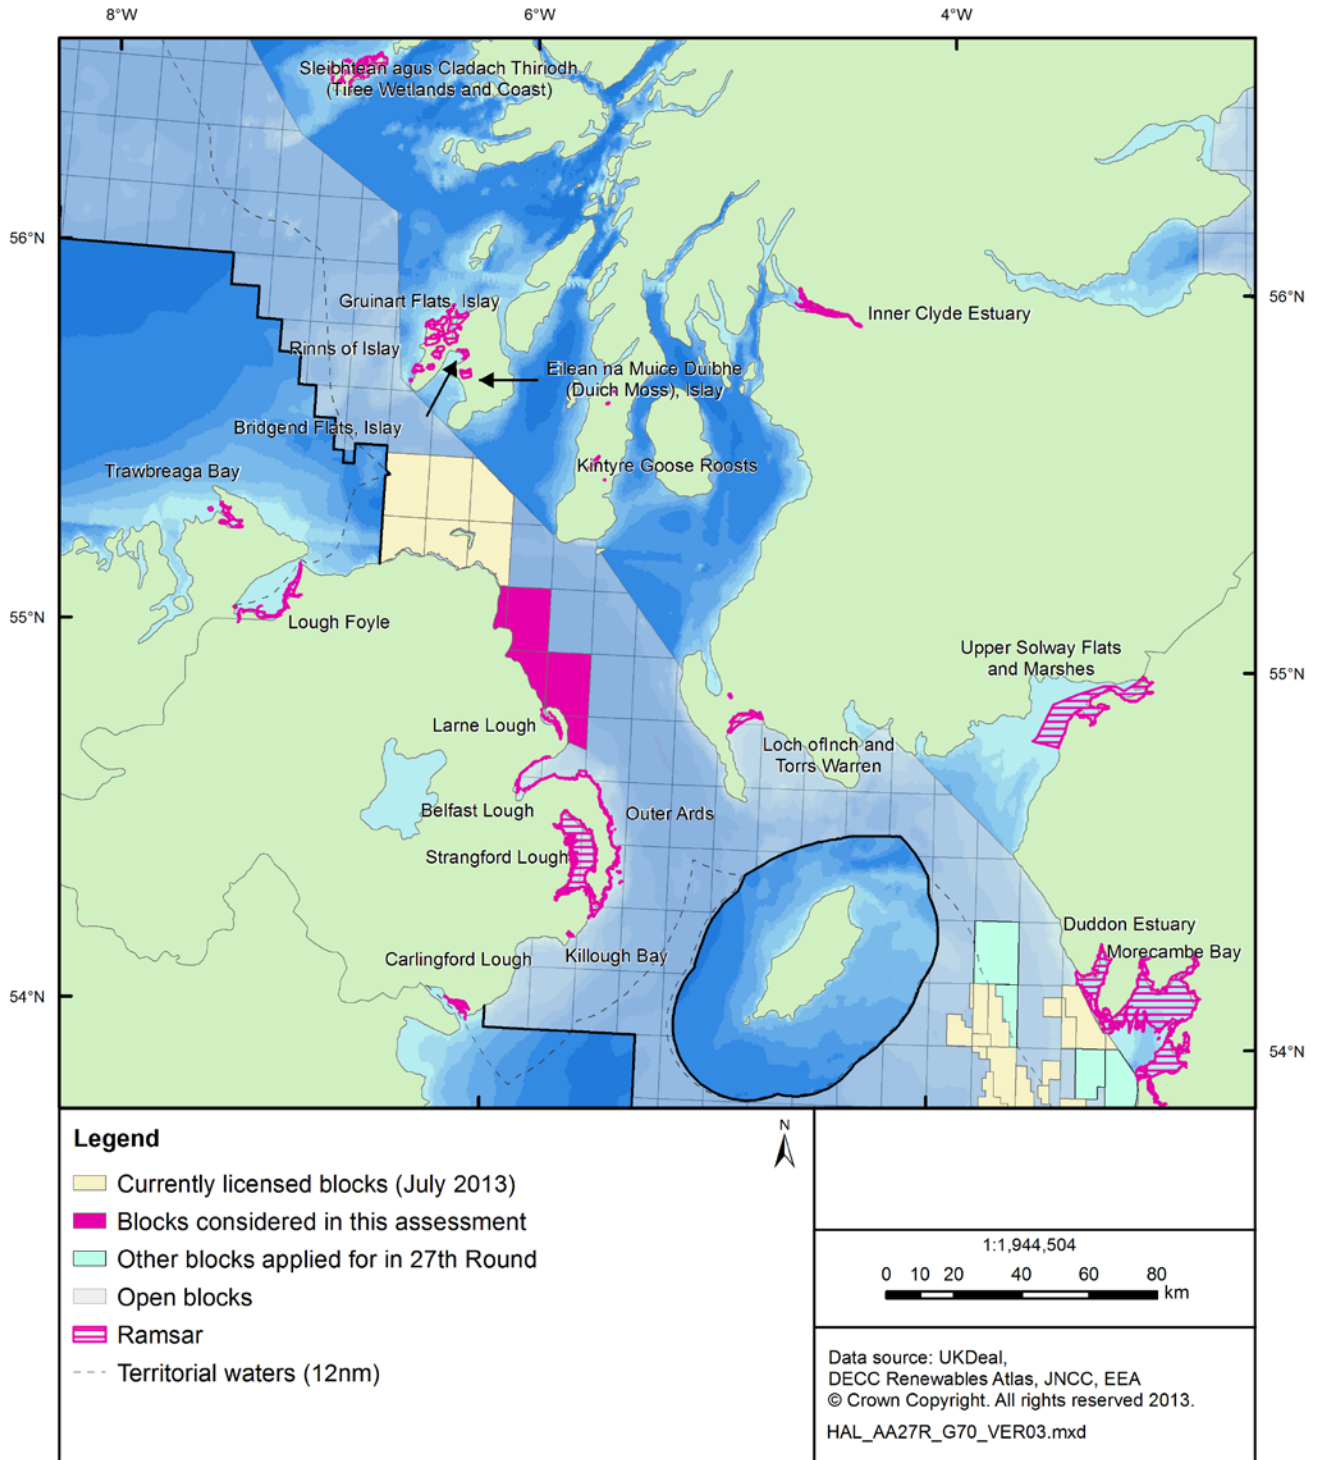 8°W
6°W
4°W
Sleibhtean agus Cladach Thiriodh
(Tiree Wetlands and Coast)
56°N
56°N
Gruinart Flats, Islay
Inner Clyde Estuary
Rinns of Islay
Eilean na Muice Duibhe
(Duich Moss), Islay
Bridgend Flats, Islay
Kintyre Goose Roosts
Trawbreaga Bay
55°N
Lough Foyle
Upper Solway Flats
and Marshes
55°N
Larne Lough
Loch ofInch and
Torrs Warren
Belfast Lough
Outer Ards
Strangford Lough
Duddon Estuary
Morecambe Bay
Carlingford Lough
Killough Bay
54°N
54°N
Legend
N
Currently licensed blocks (July 2013)
Blocks considered in this assessment
Other blocks applied for in 27th Round
Open blocks
Ramsar
Territorial waters (12nm)
1:1,944,504
0 10 20 40 60 80
km
Data source: UKDeal,
DECC Renewables Atlas, JNCC, EEA
© Crown Copyright. All rights reserved 2013.
HAL_AA27R_G70_VER03.mxd